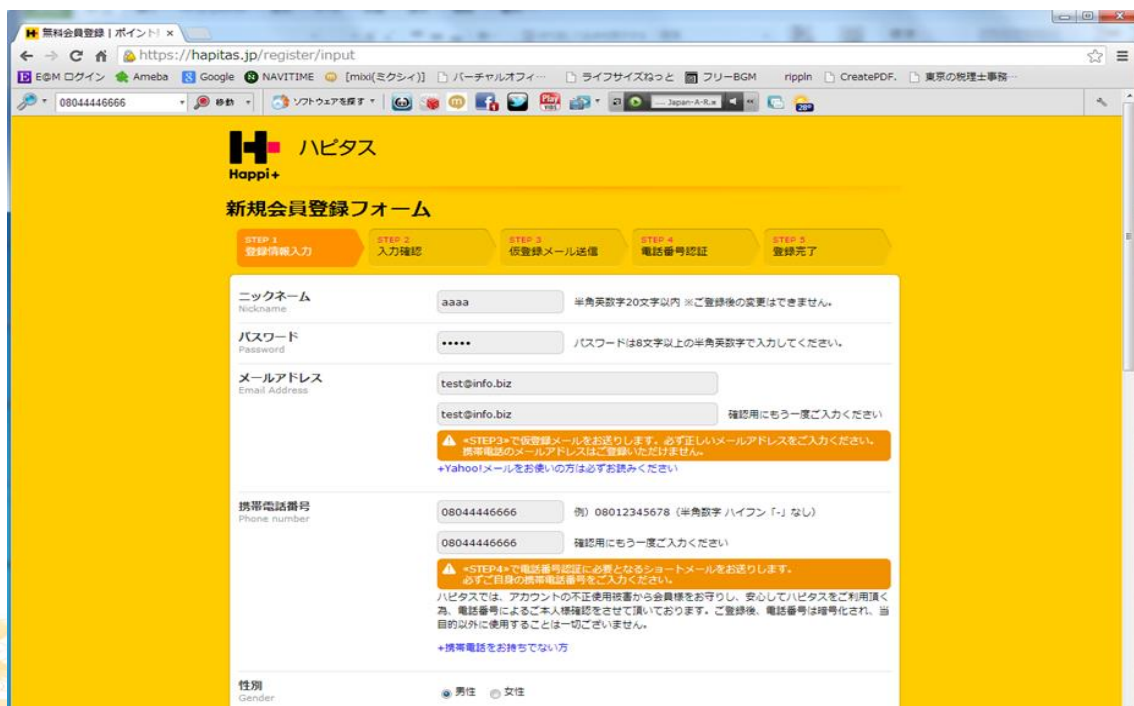 無料会員登録 | ポイント
https://hapitas.jp/register/input
E@M ログイン Ameba Google NAVITIME [mixi(ミクシィ)] バーチャルオフィ… ライフサイズねっと フリーBGM rippln CreatePDF. 東京の税理士事務…
08044446666 移動 ソフトウェアを探す Japan-A-R 28°
ハピタス
Happi+
新規会員登録フォーム
STEP 1 STEP 2 STEP 3 STEP 4 STEP 5
登録情報入力 入力確認 仮登録メール送信 電話番号認証 登録完了
ニックネーム
Nickname
aaaa 半角英数字20文字以内 ※ご登録後の変更はできません。
パスワード
Password
••••• パスワードは8文字以上の半角英数字で入力してください。
メールアドレス
Email Address
test@info.biz
test@info.biz 確認用にもう一度ご入力ください
«STEP3»で仮登録メールをお送りします。必ず正しいメールアドレスをご入力ください。
携帯電話のメールアドレスはご登録いただけません。
+Yahoo!メールをお使いの方は必ずお読みください
携帯電話番号
Phone number
08044446666 例）08012345678（半角数字 ハイフン「-」なし）
08044446666 確認用にもう一度ご入力ください
«STEP4»で電話番号認証に必要となるショートメールをお送りします。
必ずご自身の携帯電話番号をご入力ください。
ハピタスでは、アカウントの不正使用被害から会員様をお守りし、安心してハピタスをご利用頂く
為、電話番号によるご本人様確認をさせて頂いております。ご登録後、電話番号は暗号化され、当
目的以外に使用することは一切ございません。
+携帯電話をお持ちでない方
性別
Gender
男性 女性